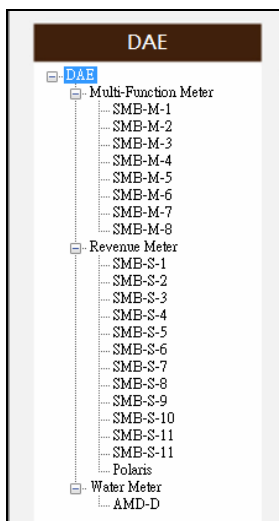 DAE
DAE
Multi-Function Meter
SMB-M-1
SMB-M-2
SMB-M-3
SMB-M-4
SMB-M-5
SMB-M-6
SMB-M-7
SMB-M-8
Revenue Meter
SMB-S-1
SMB-S-2
SMB-S-3
SMB-S-4
SMB-S-5
SMB-S-6
SMB-S-7
SMB-S-8
SMB-S-9
SMB-S-10
SMB-S-11
SMB-S-11
Polaris
Water Meter
AMD-D